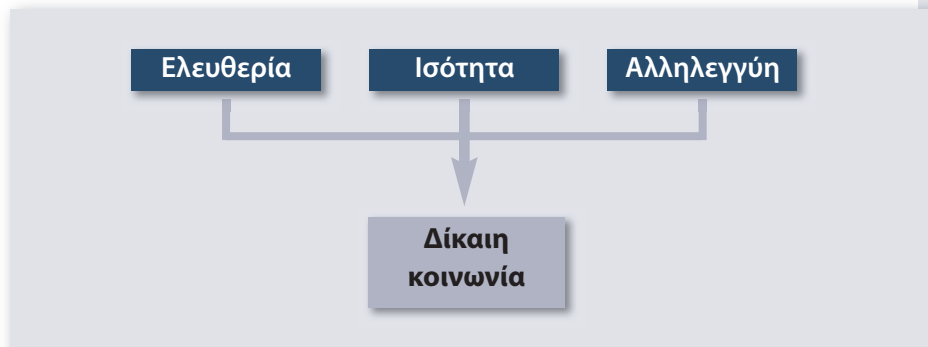 Ελευθερία
Ισότητα
Αλληλεγγύη
Δίκαιη
κοινωνία